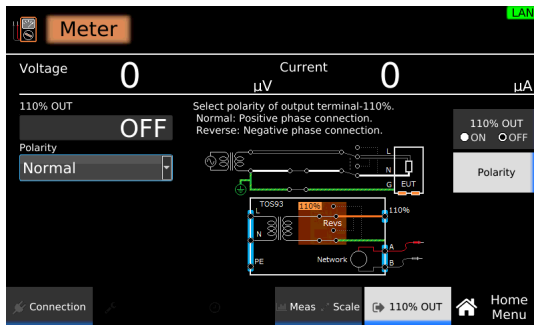 LAN
Meter
Voltage 0 µV
Current 0 µA
110% OUT
OFF
Polarity
Normal
Select polarity of output terminal-110%.
Normal: Positive phase connection.
Reverse: Negative phase connection.
L
N
G EUT
TOS93
L
110%
Revs
110%
N
Network
A
B
PE
110% OUT
ON OFF
Polarity
Connection
Meas
Scale
110% OUT
Home
Menu